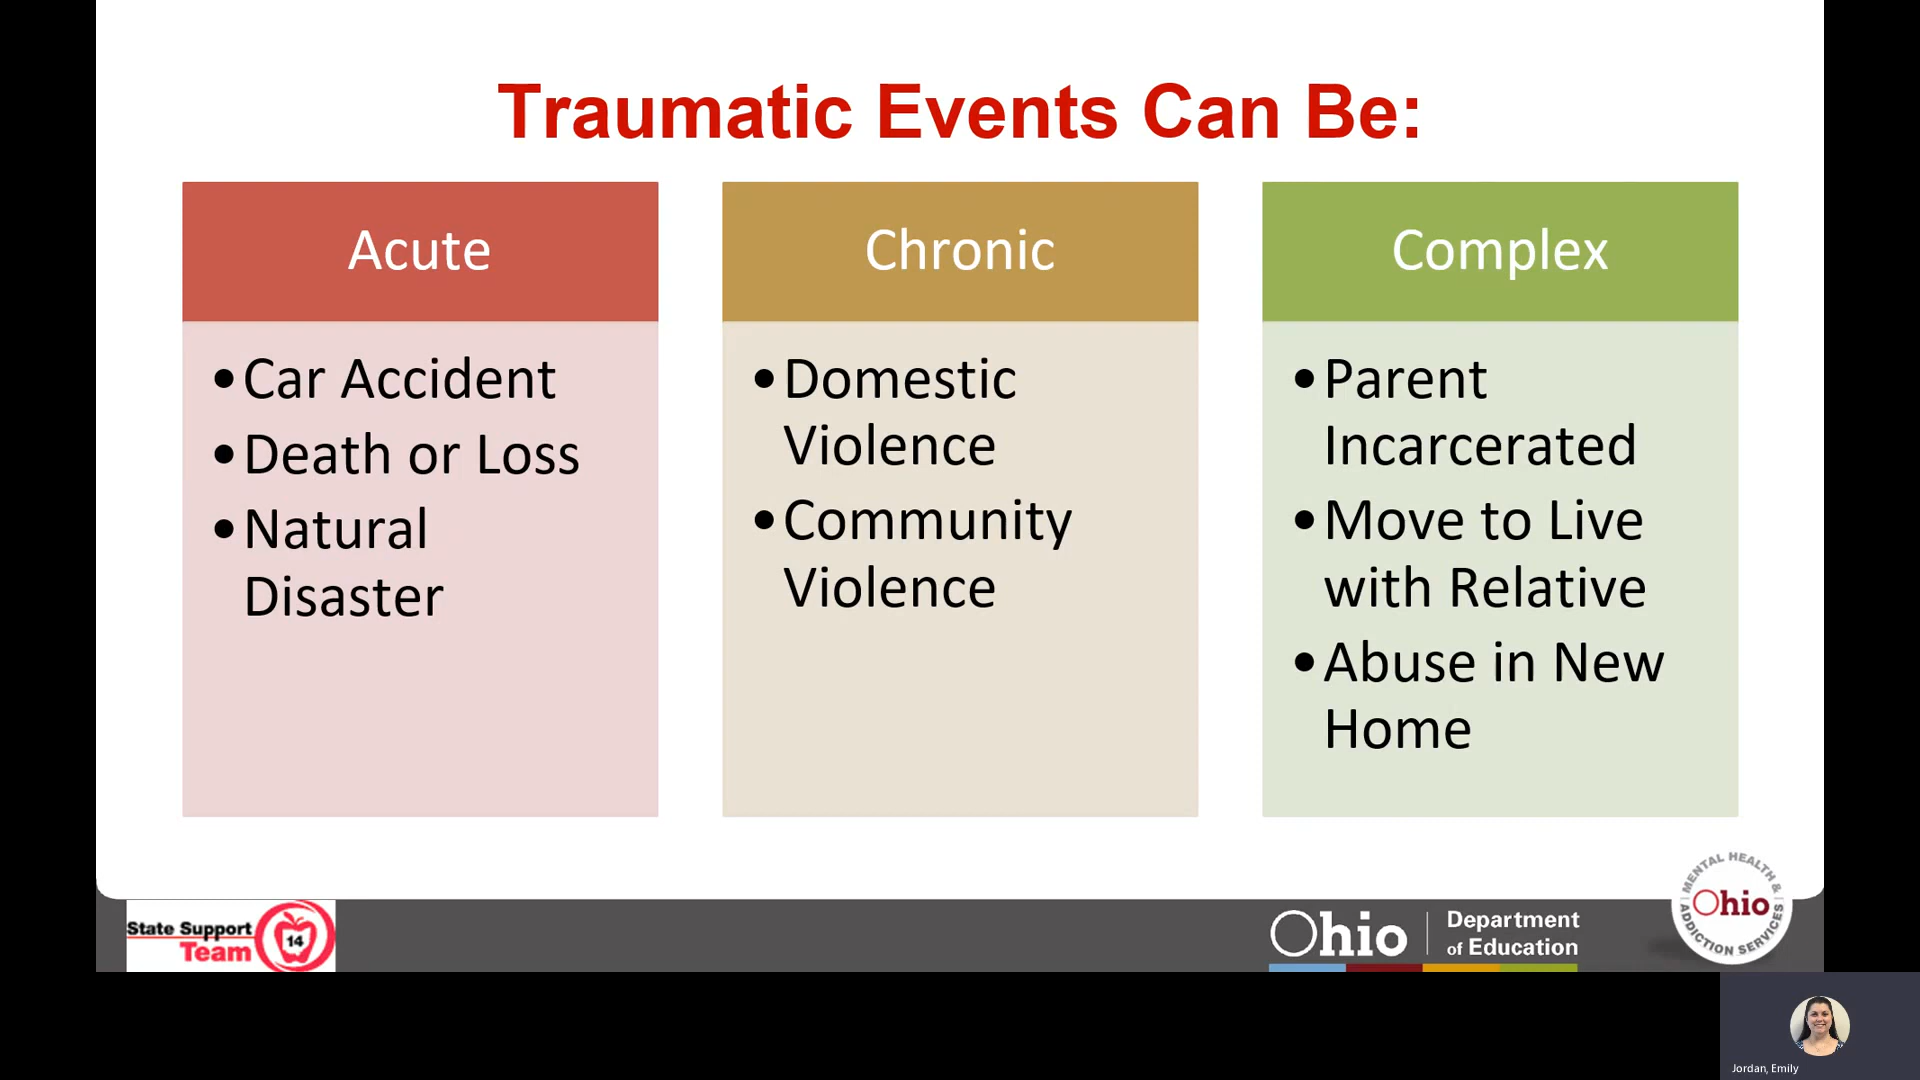 Traumatic Events Can Be:
Acute
•Car Accident
•Death or Loss
•Natural
Disaster
Chronic
•Domestic
Violence
•Community
Violence
Complex
•Parent
Incarcerated
•Move to Live
with Relative
•Abuse in New
Home
State Support
Team
14
Ohio
Department
of Education
MENTAL HEALTH &
Ohio
ADDICTION SERVICES
Jordan, Emily